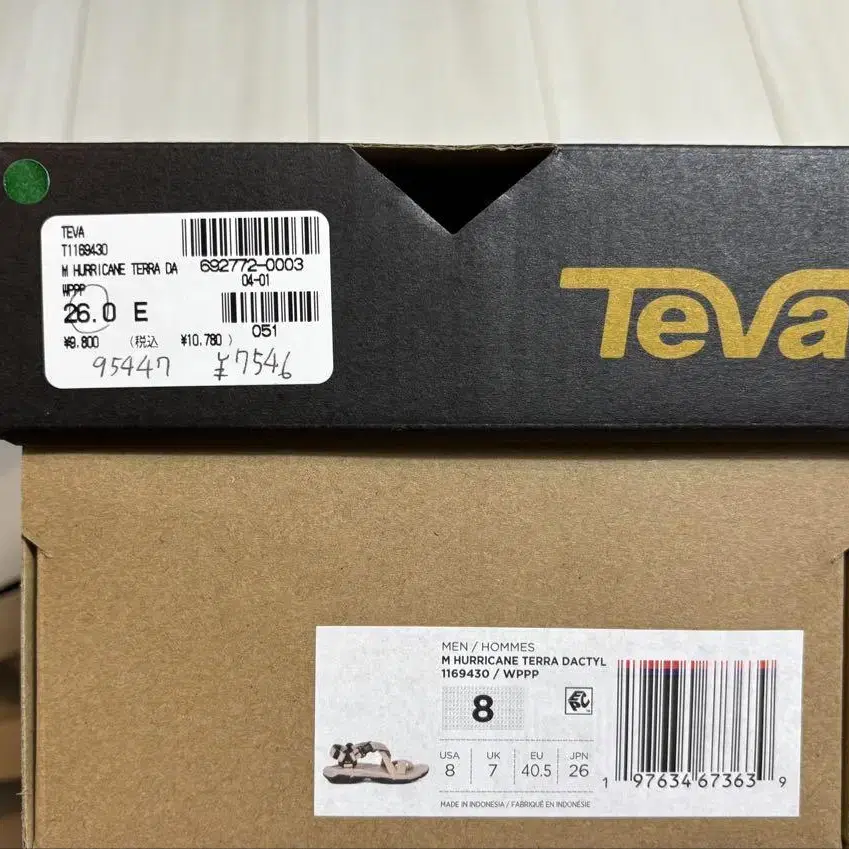 TEVA
T1169430
M HURRICANE TERRA DA
692772-0003
04-01
WPPP
26.0 E
051
¥9.800 (税込 ¥10.780 )
95447 ¥7546
Teva
MEN / HOMMES
M HURRICANE TERRA DACTYL
1169430 / WPPP
8
EPC
USA UK EU JPN
8 7 40.5 26
1 97634 67363 9
MADE IN INDONESIA / FABRIQUÉ EN INDONÉSIE